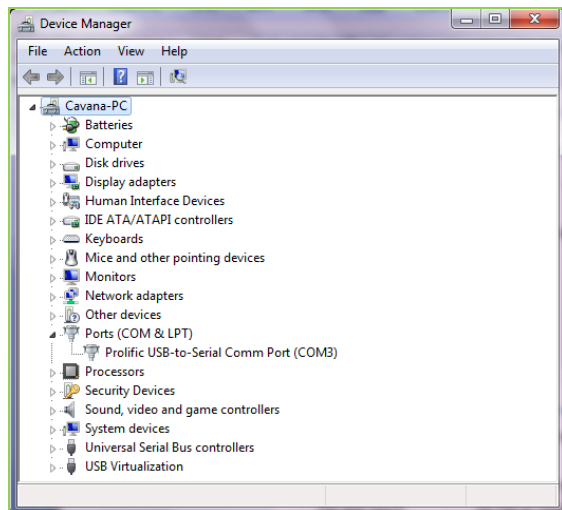 Device Manager
File Action View Help
Cavana-PC
Batteries
Computer
Disk drives
Display adapters
Human Interface Devices
IDE ATA/ATAPI controllers
Keyboards
Mice and other pointing devices
Monitors
Network adapters
Other devices
Ports (COM & LPT)
Prolific USB-to-Serial Comm Port (COM3)
Processors
Security Devices
Sound, video and game controllers
System devices
Universal Serial Bus controllers
USB Virtualization